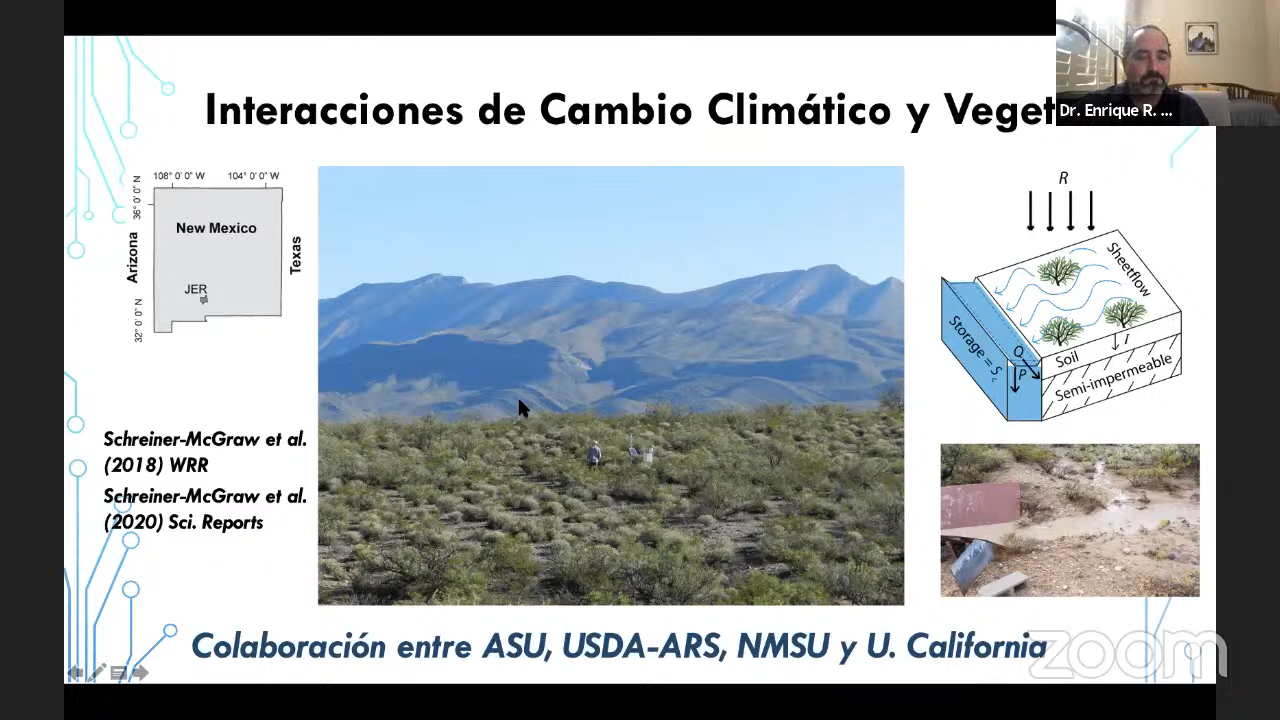 Interacciones de Cambio Climático y Veget
Dr. Enrique R. ...
108° 0' 0" W 104° 0' 0" W
36° 0' 0" N
32° 0' 0" N
Arizona
New Mexico
Texas
JER
R
Sheetflow
Storage = Sc
O
P
I
Soil
Semi-impermeable
Schreiner-McGraw et al.
(2018) WRR
Schreiner-McGraw et al.
(2020) Sci. Reports
Colaboración entre ASU, USDA-ARS, NMSU y U. California
zoom